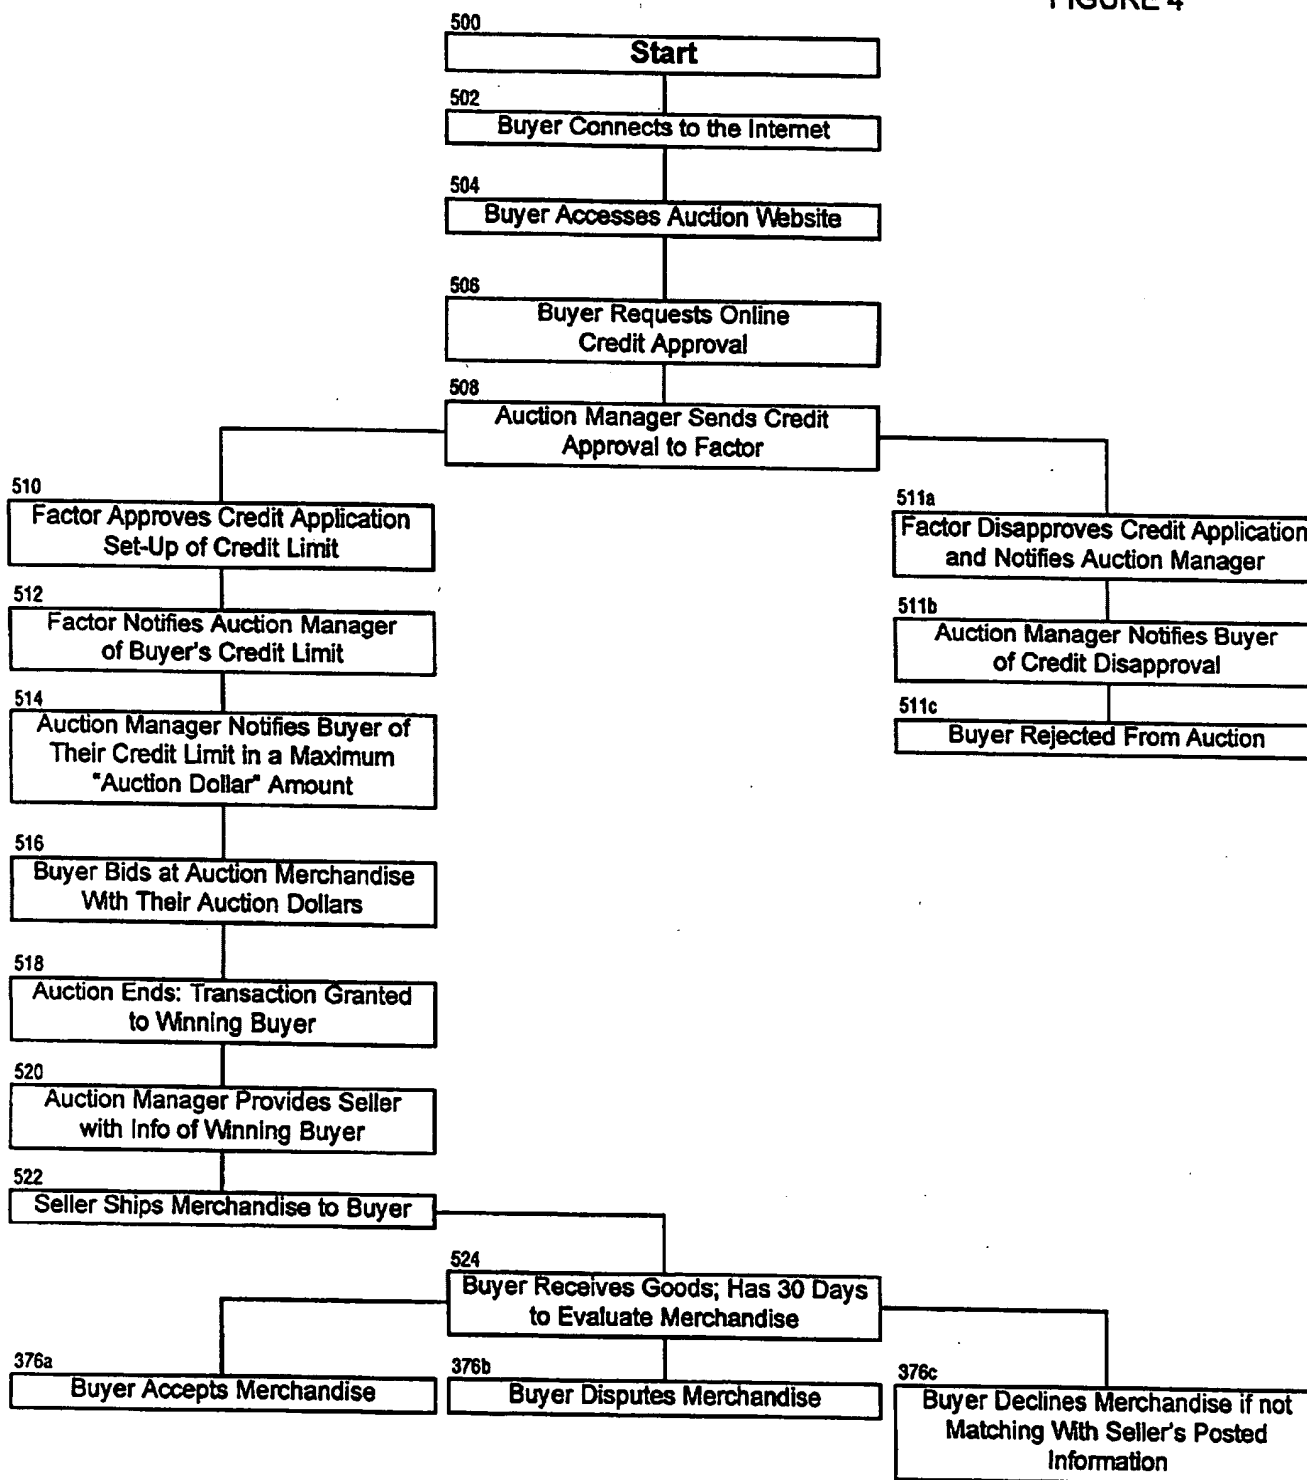 FIGURE 4
500
Start
502
Buyer Connects to the Internet
504
Buyer Accesses Auction Website
506
Buyer Requests Online
Credit Approval
508
Auction Manager Sends Credit
Approval to Factor
510
Factor Approves Credit Application
Set-Up of Credit Limit
511a
Factor Disapproves Credit Application
and Notifies Auction Manager
512
Factor Notifies Auction Manager
of Buyer's Credit Limit
511b
Auction Manager Notifies Buyer
of Credit Disapproval
514
Auction Manager Notifies Buyer of
Their Credit Limit in a Maximum
"Auction Dollar" Amount
511c
Buyer Rejected From Auction
516
Buyer Bids at Auction Merchandise
With Their Auction Dollars
518
Auction Ends: Transaction Granted
to Winning Buyer
520
Auction Manager Provides Seller
with Info of Winning Buyer
522
Seller Ships Merchandise to Buyer
524
Buyer Receives Goods; Has 30 Days
to Evaluate Merchandise
376a
Buyer Accepts Merchandise
376b
Buyer Disputes Merchandise
376c
Buyer Declines Merchandise if not
Matching With Seller's Posted
Information